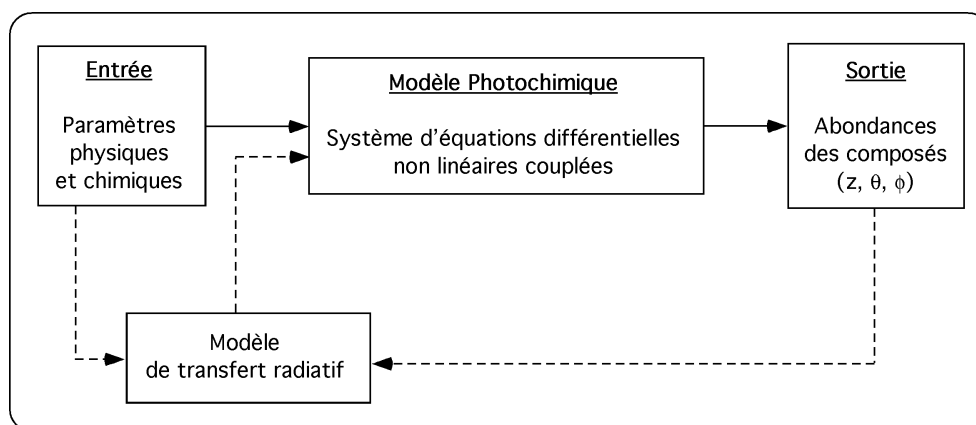 Entrée
Paramètres
physiques
et chimiques
Modèle Photochimique
Système d'équations différentielles
non linéaires couplées
Sortie
Abondances
des composés
(z, θ, ϕ)
Modèle
de transfert radiatif